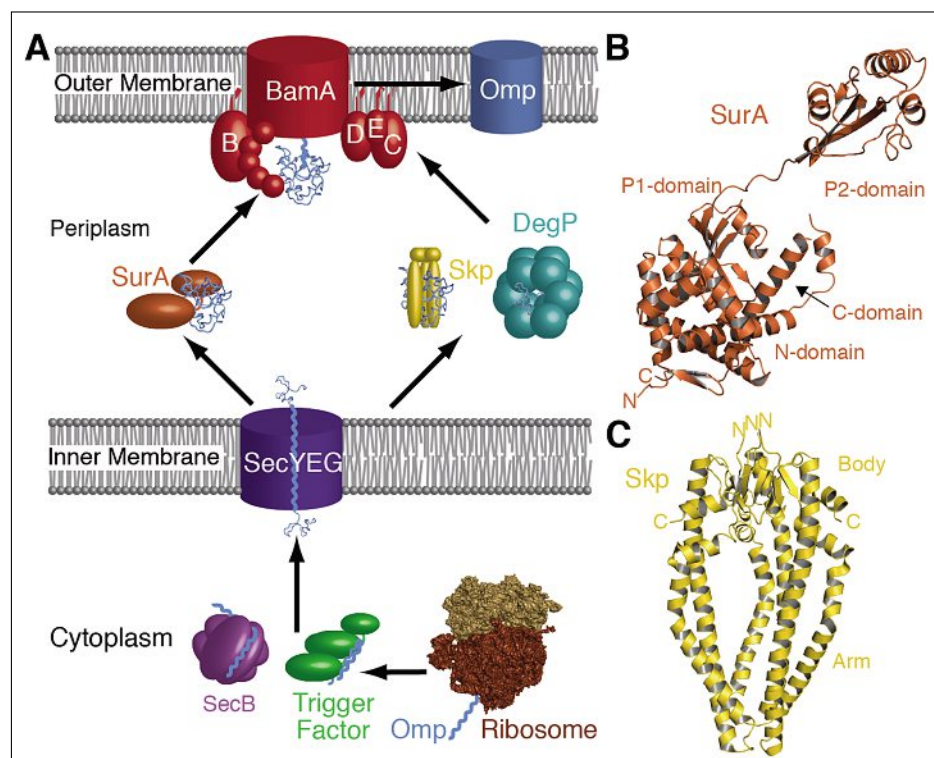 A
Outer Membrane
BamA
Omp
B
D
E
C
Periplasm
SurA
Skp
DegP
Inner Membrane
SecYEG
Cytoplasm
SecB
Trigger
Factor
Omp
Ribosome
B
SurA
P1-domain
P2-domain
C-domain
N-domain
C
N
C
N
N
N
Skp
Body
C
C
Arm